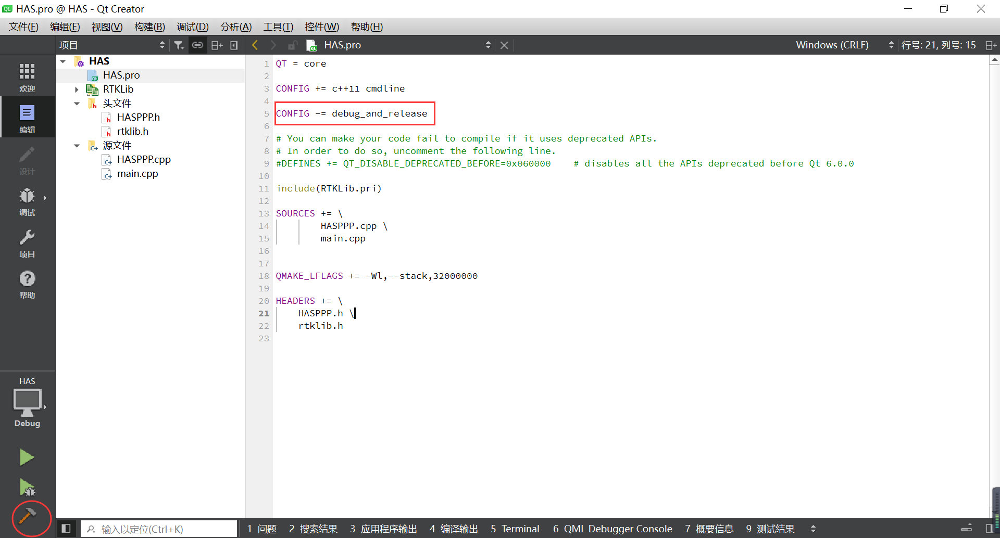 HAS.pro @ HAS - Qt Creator
文件(F) 编辑(E) 视图(V) 构建(B) 调试(D) 分析(A) 工具(T) 控件(W) 帮助(H)
项目
HAS.pro
Windows (CRLF)
行号: 21, 列号: 15
欢迎
编辑
设计
调试
项目
帮助
HAS
Debug
HAS
HAS.pro
RTKLib
头文件
HASPPP.h
rtklib.h
源文件
HASPPP.cpp
main.cpp
1 QT = core
2
3 CONFIG += c++11 cmdline
4
5 CONFIG -= debug_and_release
6
7 # You can make your code fail to compile if it uses deprecated APIs.
8 # In order to do so, uncomment the following line.
9 #DEFINES += QT_DISABLE_DEPRECATED_BEFORE=0x060000    # disables all the APIs deprecated before Qt 6.0.0
10
11 include(RTKLib.pri)
12
13 SOURCES += \
14         HASPPP.cpp \
15         main.cpp
16
17
18 QMAKE_LFLAGS += -Wl,--stack,32000000
19
20 HEADERS += \
21     HASPPP.h \
22     rtklib.h
23
输入以定位(Ctrl+K)
1 问题 2 搜索结果 3 应用程序输出 4 编译输出 5 Terminal 6 QML Debugger Console 7 概要信息 9 测试结果